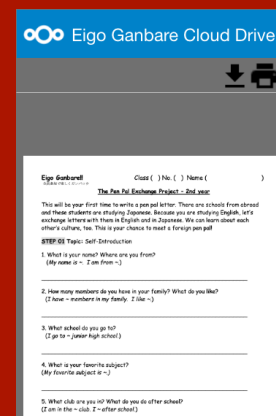 Eigo Ganbare Cloud Drive
Eigo Ganbare!! Class ( ) No. ( ) Name ( )
The Pen Pal Exchange Project - 2nd year
This will be your first time to write a pen pal letter. There are schools from abroad
and these students are studying Japanese. Because you are studying English, let's
exchange letters with them in English and in Japanese. We can learn about each
other's culture, too. This is your chance to meet a foreign pen pal!
STEP 01 Topic: Self-Introduction
1. What is your name? Where are you from?
(My name is ~. I am from ~.)
2. How many members do you have in your family? What do you like?
(I have ~ members in my family. I like ~.)
3. What school do you go to?
(I go to ~ junior high school.)
4. What is your favorite subject?
(My favorite subject is ~.)
5. What club are you in? What do you do after school?
(I am in the ~ club. I ~ after school.)